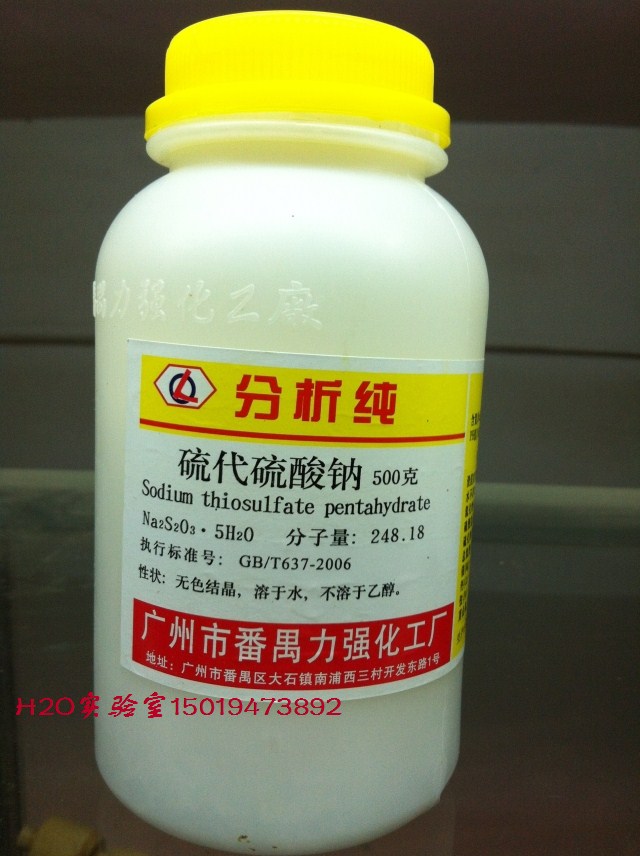 力强化工厂
分析纯
硫代硫酸钠 500克
Sodium thiosulfate pentahydrate
Na₂S₂O₃·5H₂O 分子量: 248.18
执行标准号: GB/T637-2006
性状: 无色结晜，溶于水，不溶于乙醇。
广州市番禺力强化工厂
地址: 广州市番禺区大石镇南浦西三村开发东路1号
H2O实验室15019473892